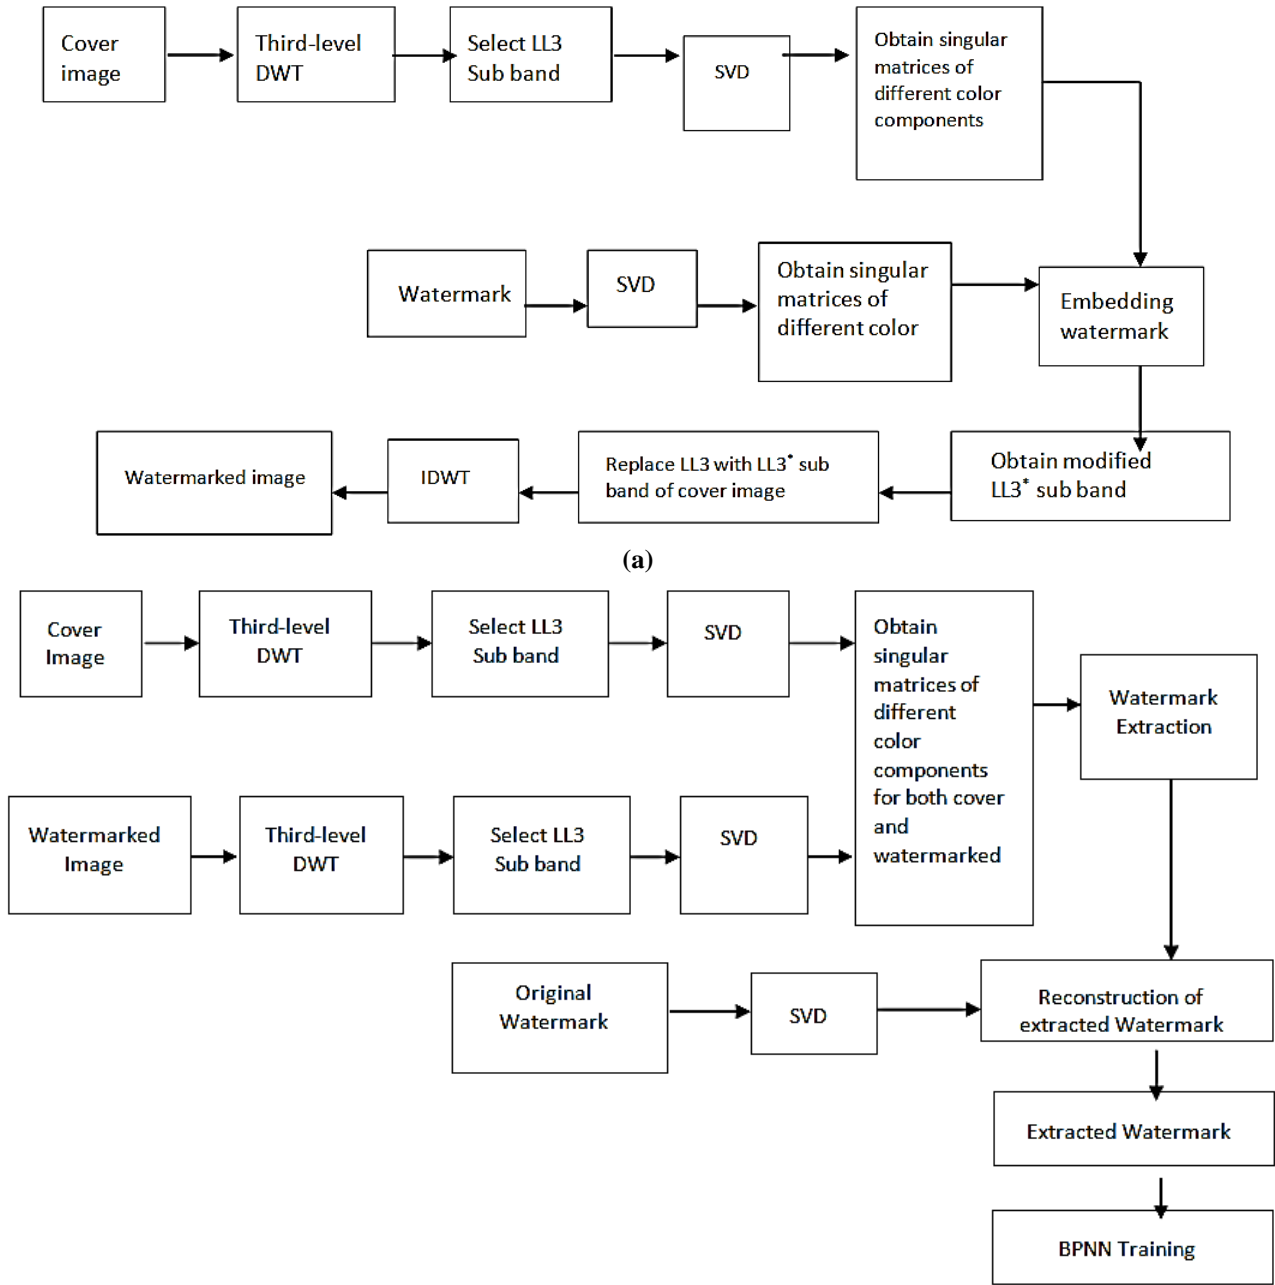 Cover
image
Third-level
DWT
Select LL3
Sub band
SVD
Obtain singular
matrices of
different color
components
Watermark
SVD
Obtain singular
matrices of
different color
Embedding
watermark
Watermarked image
IDWT
Replace LL3 with LL3* sub
band of cover image
Obtain modified
LL3* sub band
(a)
Cover
Image
Third-level
DWT
Select LL3
Sub band
SVD
Obtain
singular
matrices of
different
color
components
for both cover
and
watermarked
Watermark
Extraction
Watermarked
Image
Third-level
DWT
Select LL3
Sub band
SVD
Original
Watermark
SVD
Reconstruction of
extracted Watermark
Extracted Watermark
BPNN Training